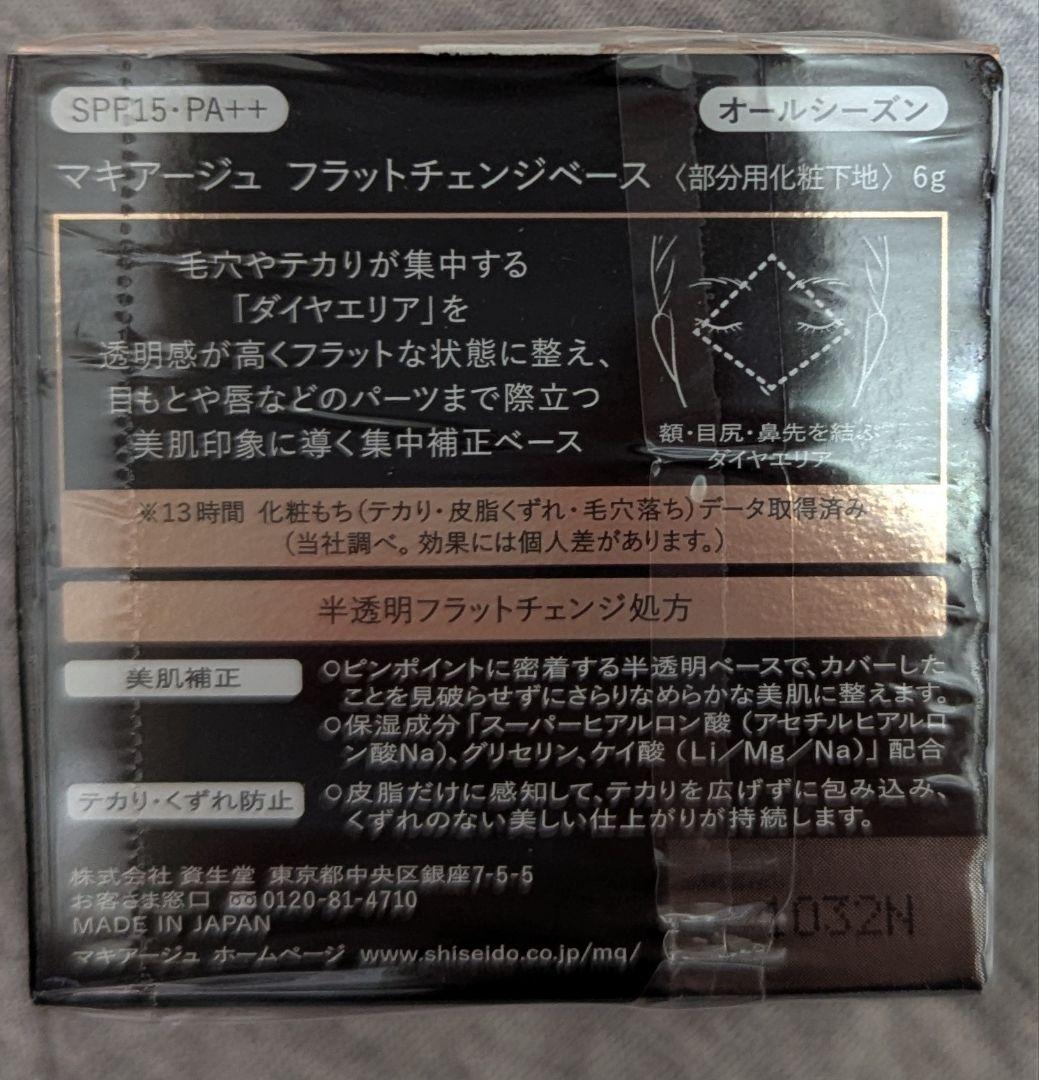 SPF15・PA++
オールシーズン
マキアージュ フラットチェンジベース 〈部分用化粧下地〉 6g
毛穴やテカりが集中する
「ダイヤエリア」を
透明感が高くフラットな状態に整え、
目もとや唇などのパーツまで際立つ
美肌印象に導く集中補正ベース
額・目尻・鼻先を結ぶ
ダイヤエリア
※13時間 化粧もち(テカリ・皮脂くずれ・毛穴落ち)データ取得済み
(当社調べ。効果には個人差があります。)
半透明フラットチェンジ処方
美肌補正
○ピンポイントに密着する半透明ベースで、カバーした
ことを見破らせずにさらりなめらかな美肌に整えます。
○保湿成分「スーパーヒアルロン酸(アセチルヒアルロ
ン酸Na)、グリセリン、ケイ酸(Li/Mg/Na)」配合
テカり・くずれ防止
○皮脂だけに感知して、テカりを広げずに包み込み、
くずれのない美しい仕上がりが持続します。
株式会社 資生堂 東京都中央区銀座7-5-5
お客さま窓口 0120-81-4710
MADE IN JAPAN
マキアージュ ホームページ www.shiseido.co.jp/mq/
1032N